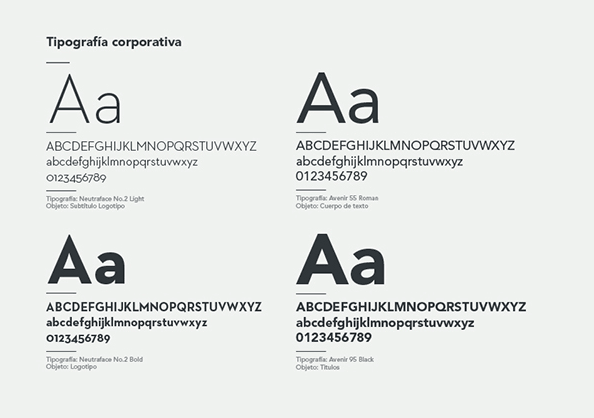 Tipografía corporativa
Aa
ABCDEFGHIJKLMNOPQRSTUVWXYZ
abcdefghijklmnopqrstuvwxyz
0123456789
Tipografía: Neutraface No.2 Light
Objeto: Subtítulo Logotipo
Aa
ABCDEFGHIJKLMNOPQRSTUVWXYZ
abcdefghijklmnopqrstuvwxyz
0123456789
Tipografía: Avenir 55 Roman
Objeto: Cuerpo de texto
Aa
ABCDEFGHIJKLMNOPQRSTUVWXYZ
abcdefghijklmnopqrstuvwxyz
0123456789
Tipografía: Neutraface No.2 Bold
Objeto: Logotipo
Aa
ABCDEFGHIJKLMNOPQRSTUVWXYZ
abcdefghijklmnopqrstuvwxyz
0123456789
Tipografía: Avenir 95 Black
Objeto: Títulos